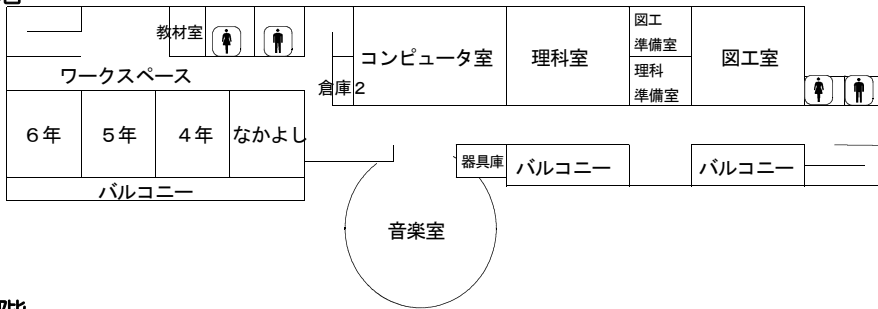 教材室
ワークスペース
６年
５年
４年
なかよし
バルコニー
倉庫２
コンピュータ室
理科室
図工
準備室
理科
準備室
図工室
器具庫
バルコニー
バルコニー
音楽室